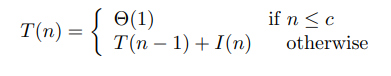 T(n) = { Θ(1) if n ≤ c
T(n − 1) + I(n) otherwise